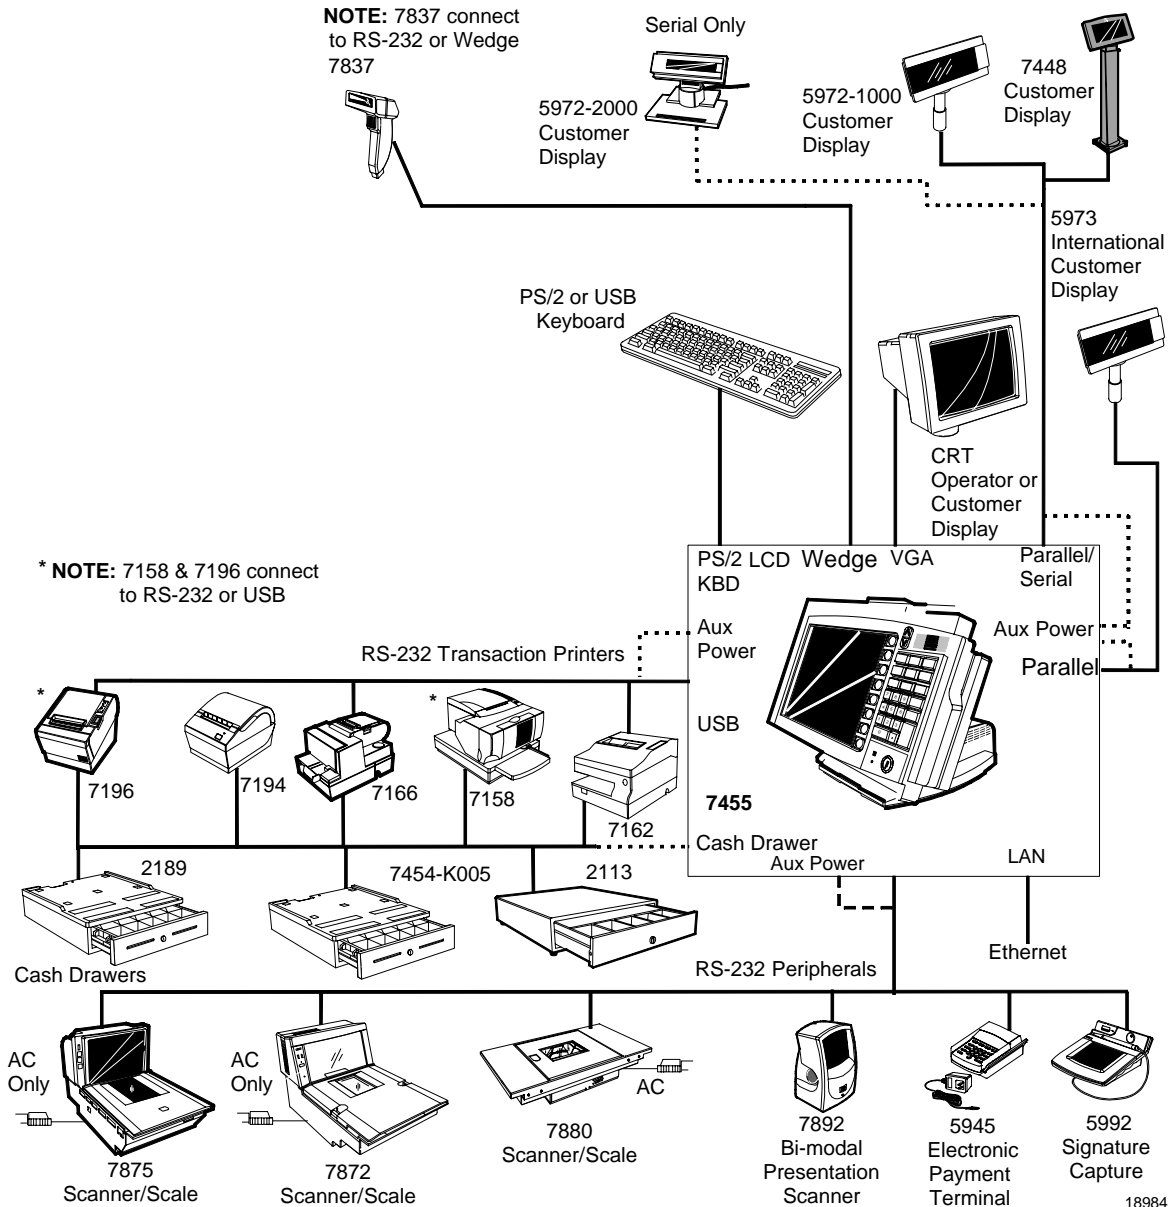 NOTE: 7837 connect
to RS-232 or Wedge
7837
Serial Only
5972-2000
Customer
Display
5972-1000
Customer
Display
7448
Customer
Display
5973
International
Customer
Display
PS/2 or USB
Keyboard
CRT
Operator or
Customer
Display
* NOTE: 7158 & 7196 connect
to RS-232 or USB
PS/2
KBD
LCD
Wedge
VGA
Parallel/
Serial
Aux
Power
Aux Power
Parallel
RS-232 Transaction Printers
USB
7455
*
*
7196
7194
7166
7158
7162
Cash Drawer
Aux Power
LAN
2189
7454-K005
2113
Cash Drawers
RS-232 Peripherals
Ethernet
AC
Only
AC
Only
AC
7875
Scanner/Scale
7872
Scanner/Scale
7880
Scanner/Scale
7892
Bi-modal
Presentation
Scanner
5945
Electronic
Payment
Terminal
5992
Signature
Capture
18984